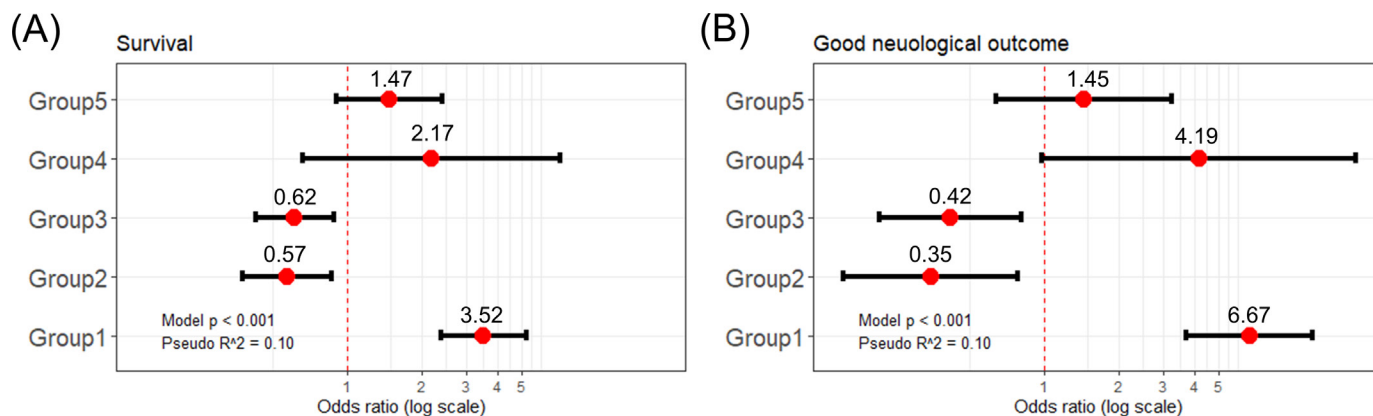 (A)
Survival
Group5
1.47
Group4
2.17
Group3
0.62
Group2
0.57
Group1
3.52
Model p < 0.001
Pseudo R^2 = 0.10
1 2 3 4 5
Odds ratio (log scale)
(B)
Good neuological outcome
Group5
1.45
Group4
4.19
Group3
0.42
Group2
0.35
Group1
6.67
Model p < 0.001
Pseudo R^2 = 0.10
1 2 3 4 5
Odds ratio (log scale)